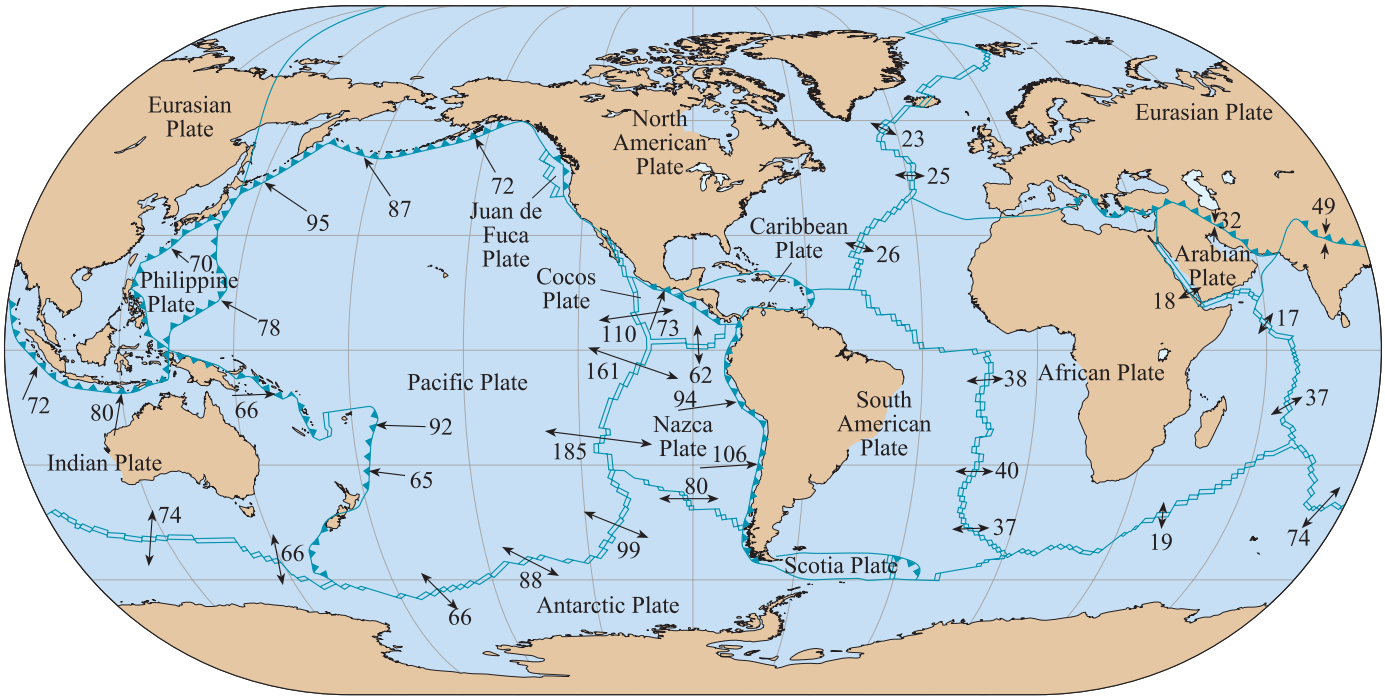 Eurasian
Plate
North
American
Plate
Eurasian Plate
23
25
72
87
95
Juan de
Fuca
Plate
Caribbean
Plate
26
49
32
Arabian
Plate
18
70
Philippine
Plate
78
Cocos
Plate
110
73
17
161
62
Pacific Plate
38
African Plate
37
72
80
66
94
92
Nazca
Plate
South
American
Plate
185
106
Indian Plate
65
80
40
74
66
99
37
74
19
88
Scotia Plate
66
Antarctic Plate